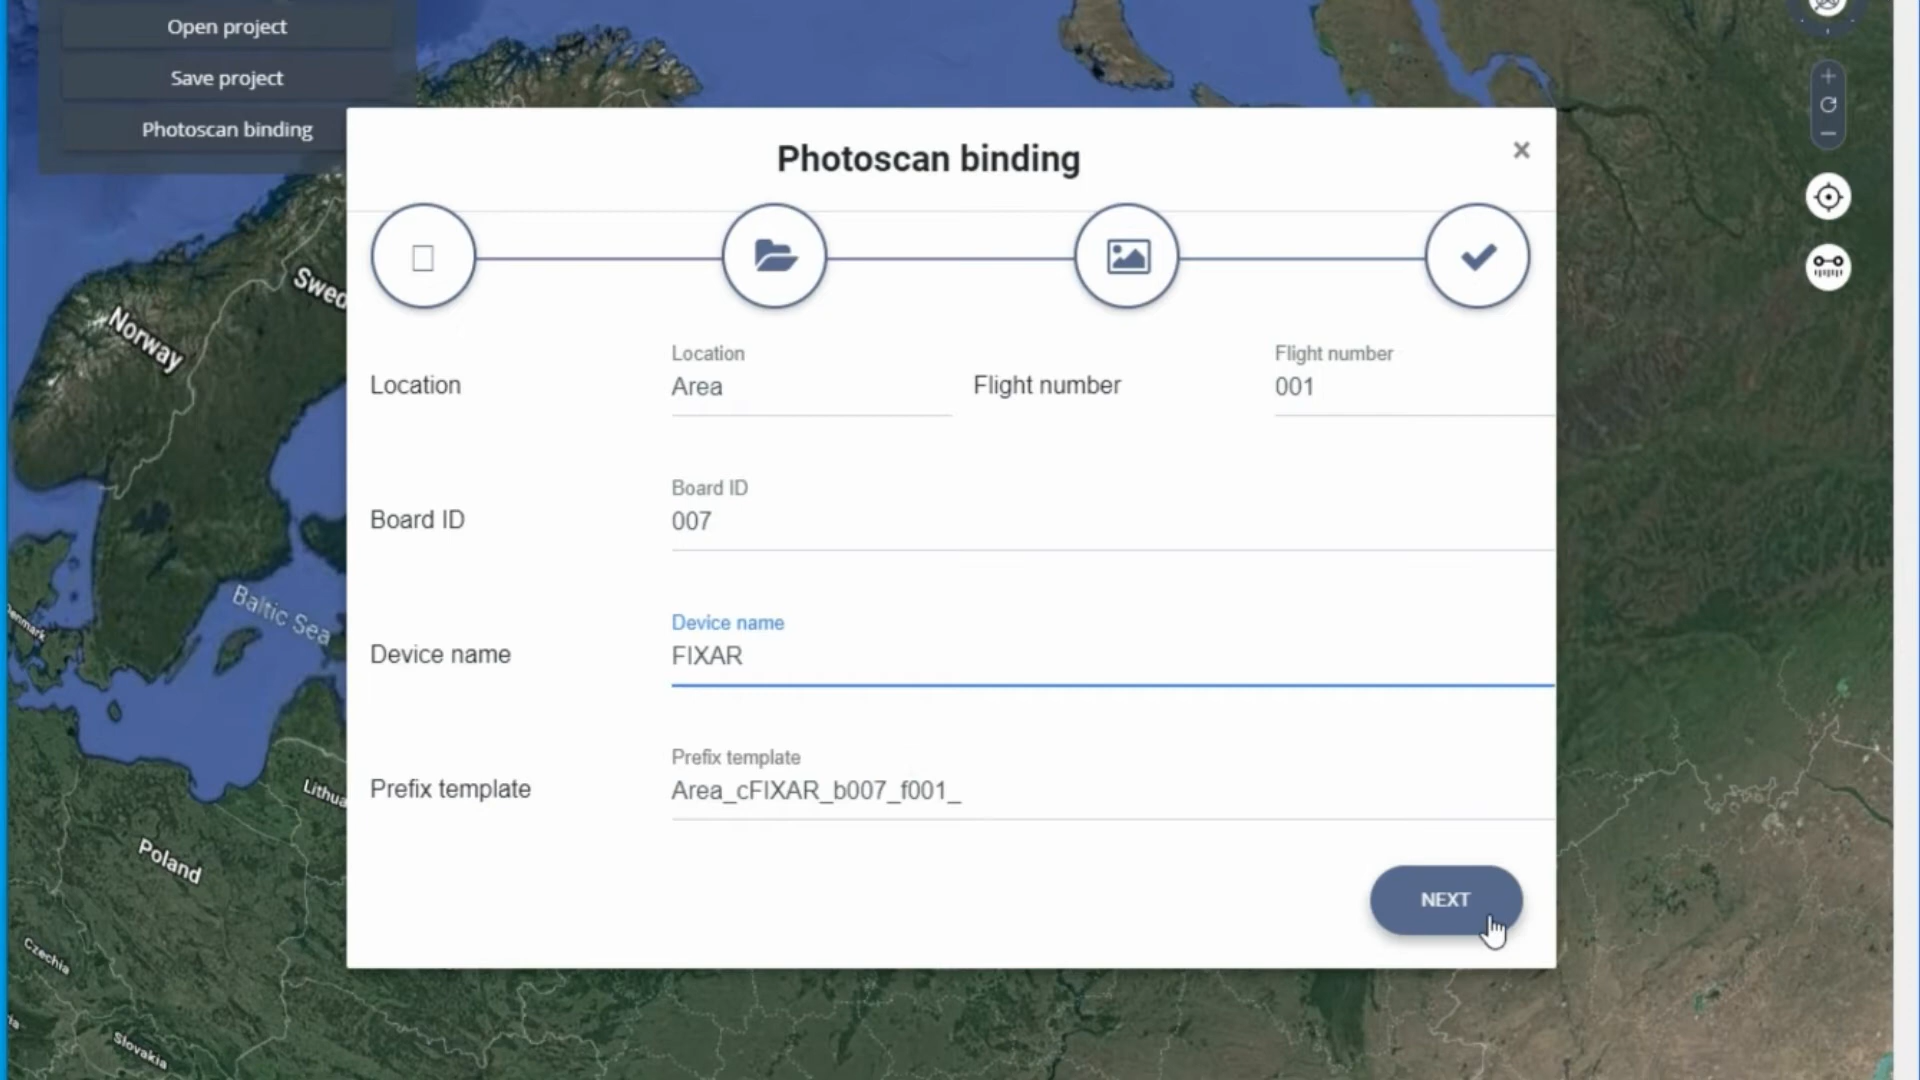 Open project
Save project
Photoscan binding
Photoscan binding
×
Location
Location
Area
Flight number
Flight number
001
Board ID
Board ID
007
Device name
Device name
FIXAR
Prefix template
Prefix template
Area_cFIXAR_b007_f001_
NEXT
Norway
Swed
Baltic Sea
Lithua
Poland
Czechia
Slovakia